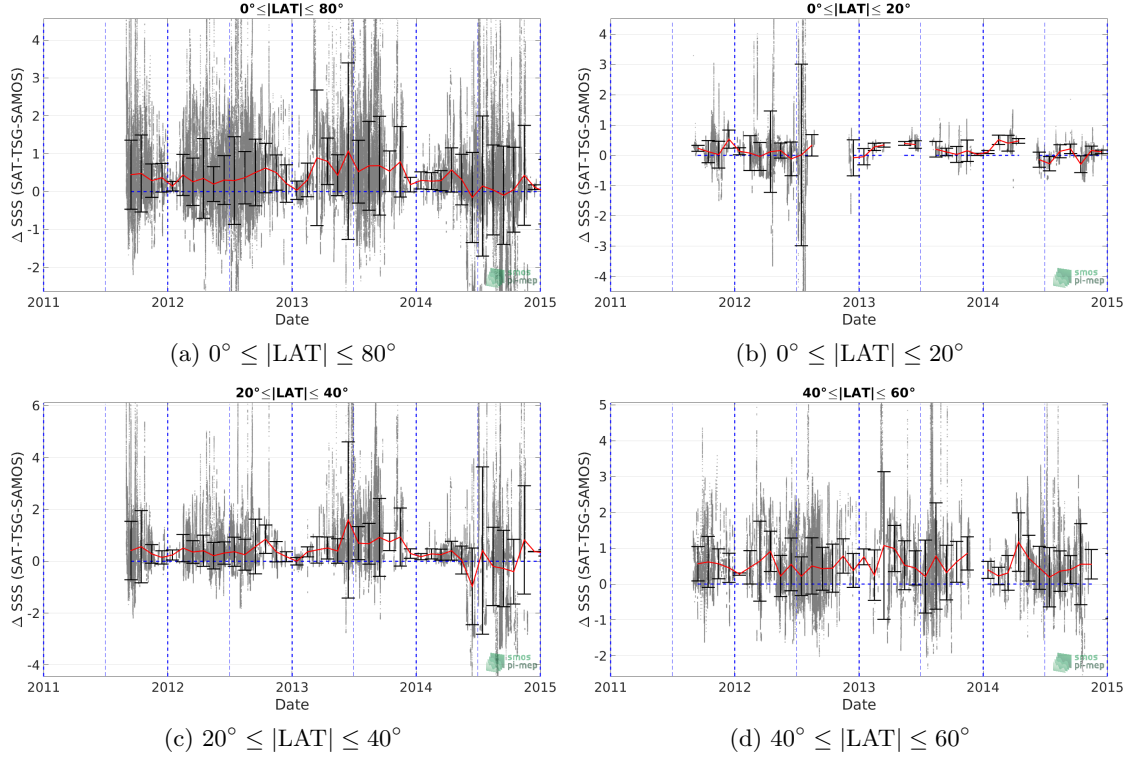 0°≤|LAT|≤ 80°
Δ SSS (SAT-TSG-SAMOS)
4
3
2
1
0
-1
-2
2011
2012
2013
2014
2015
Date
smos
pi-mep
(a) 0° ≤ |LAT| ≤ 80°
0°≤|LAT|≤ 20°
Δ SSS (SAT-TSG-SAMOS)
4
3
2
1
0
-1
-2
-3
-4
2011
2012
2013
2014
2015
Date
smos
pi-mep
(b) 0° ≤ |LAT| ≤ 20°
20°≤|LAT|≤ 40°
Δ SSS (SAT-TSG-SAMOS)
6
4
2
0
-2
-4
2011
2012
2013
2014
2015
Date
smos
pi-mep
(c) 20° ≤ |LAT| ≤ 40°
40°≤|LAT|≤ 60°
Δ SSS (SAT-TSG-SAMOS)
5
4
3
2
1
0
-1
-2
2011
2012
2013
2014
2015
Date
smos
pi-mep
(d) 40° ≤ |LAT| ≤ 60°